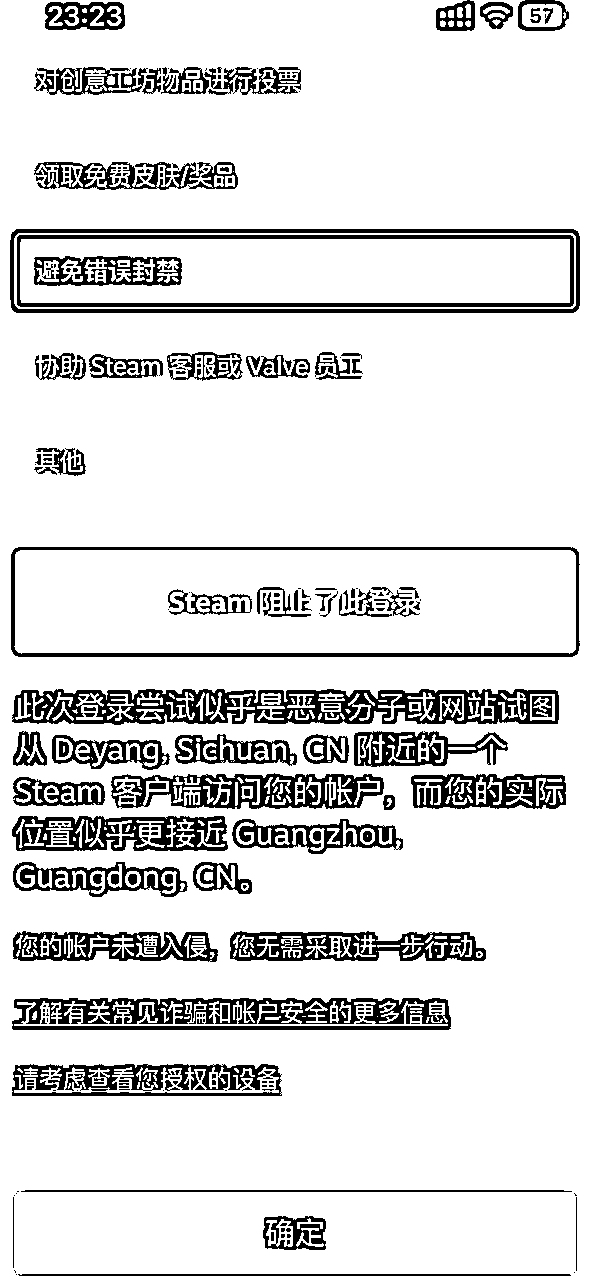 23:23
57
对创意工坊物品进行投票
领取免费皮肤/奖品
避免错误封禁
协助 Steam 客服或 Valve 员工
其他
Steam 阻止了此登录
此次登录尝试似乎是恶意分子或网站试图
从 Deyang, Sichuan, CN 附近的一个
Steam 客户端访问您的帐户，而您的实际
位置似乎更接近 Guangzhou,
Guangdong, CN。
您的帐户未遭入侵，您无需采取进一步行动。
了解有关常见诈骗和帐户安全的更多信息
请考虑查看您授权的设备
确定